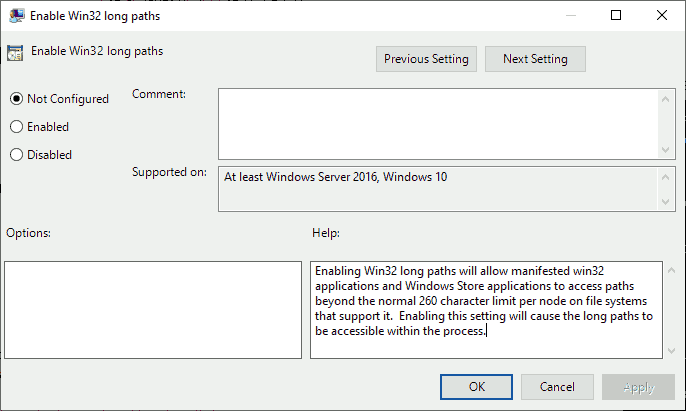 Enable Win32 long paths
Enable Win32 long paths
Previous Setting
Next Setting
Not Configured
Enabled
Disabled
Comment:
Supported on:
At least Windows Server 2016, Windows 10
Options:
Help:
Enabling Win32 long paths will allow manifested win32
applications and Windows Store applications to access paths
beyond the normal 260 character limit per node on file systems
that support it.  Enabling this setting will cause the long paths to
be accessible within the process.
OK
Cancel
Apply